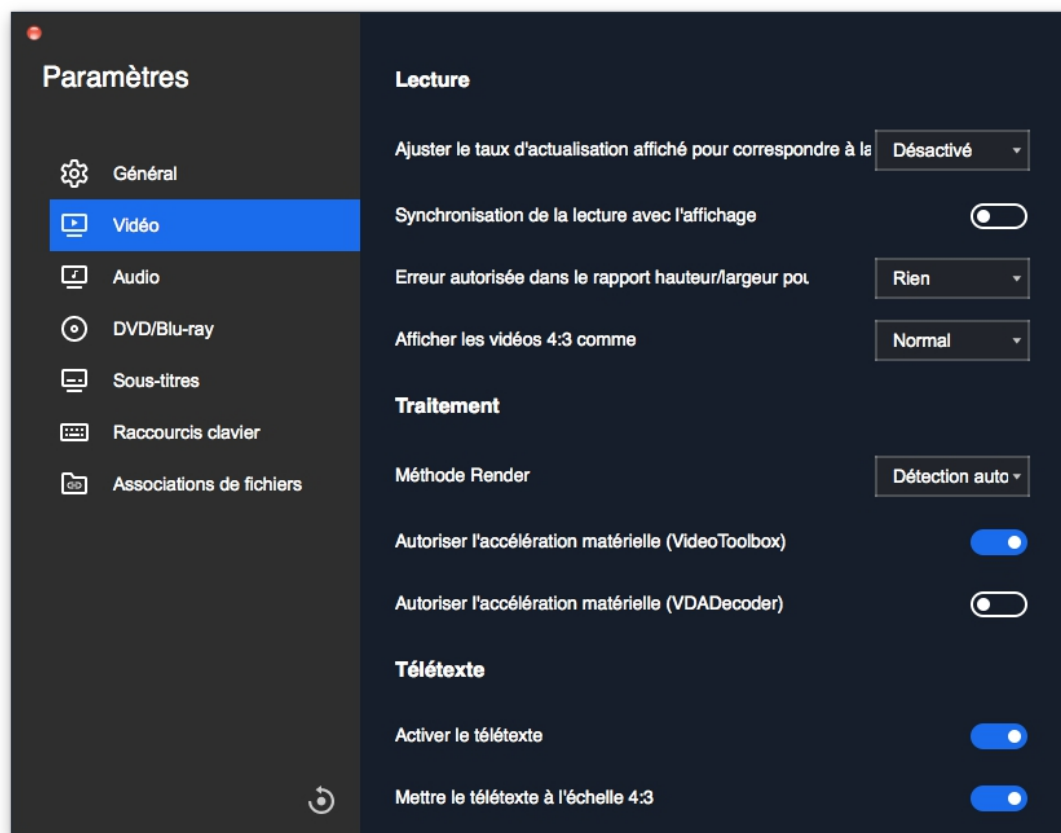 Paramètres
Général
Vidéo
Audio
DVD/Blu-ray
Sous-titres
Raccourcis clavier
Associations de fichiers
Lecture
Ajuster le taux d'actualisation affiché pour correspondre à la Désactivé
Synchronisation de la lecture avec l'affichage
Erreur autorisée dans le rapport hauteur/largeur pou Rien
Afficher les vidéos 4:3 comme Normal
Traitement
Méthode Render Détection auto
Autoriser l'accélération matérielle (VideoToolbox)
Autoriser l'accélération matérielle (VDADecoder)
Télétexte
Activer le télétexte
Mettre le télétexte à l'échelle 4:3